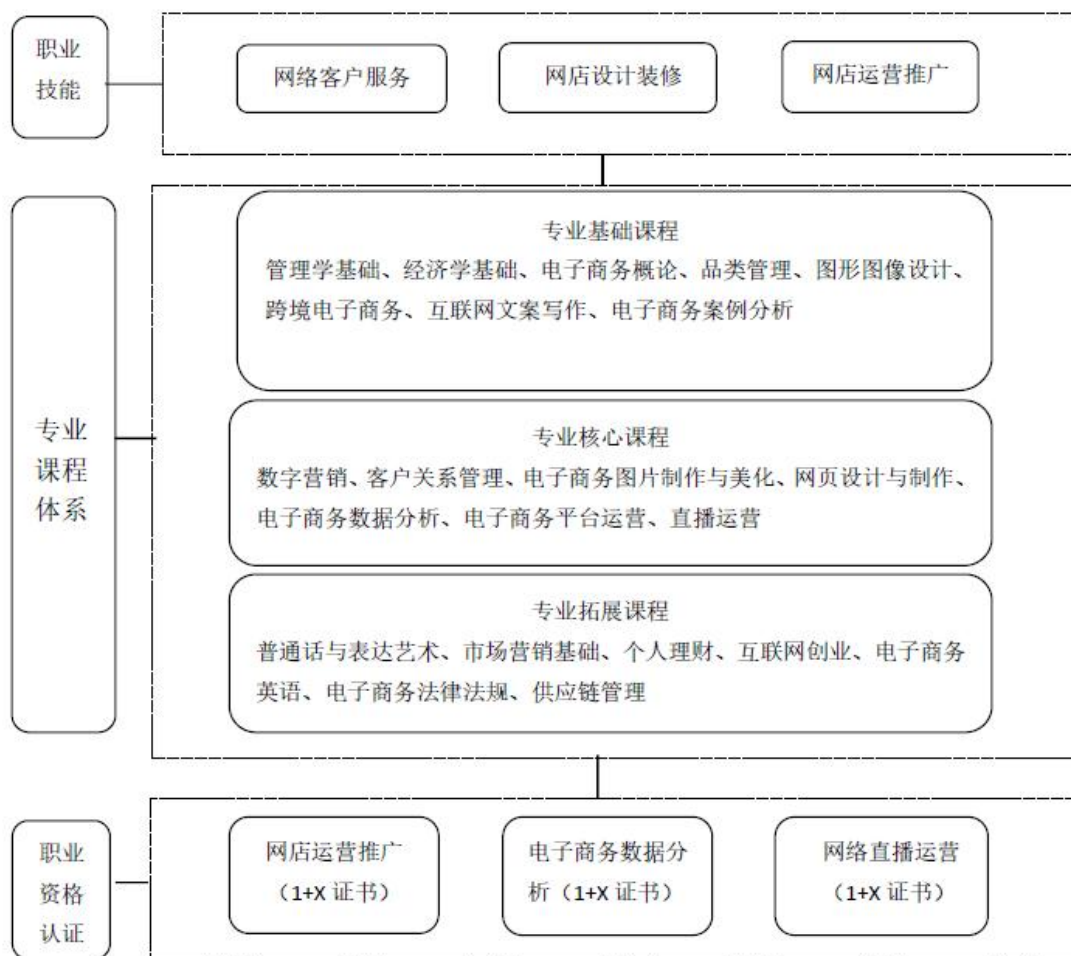 职业
技能
网络客户服务
网店设计装修
网店运营推广
专业
课程
体系
专业基础课程
管理学基础、经济学基础、电子商务概论、品类管理、图形图像设计、
跨境电子商务、互联网文案写作、电子商务案例分析
专业核心课程
数字营销、客户关系管理、电子商务图片制作与美化、网页设计与制作、
电子商务数据分析、电子商务平台运营、直播运营
专业拓展课程
普通话与表达艺术、市场营销基础、个人理财、互联网创业、电子商务
英语、电子商务法律法规、供应链管理
职业
资格
认证
网店运营推广
（1+X 证书）
电子商务数据分
析（1+X 证书）
网络直播运营
（1+X 证书）